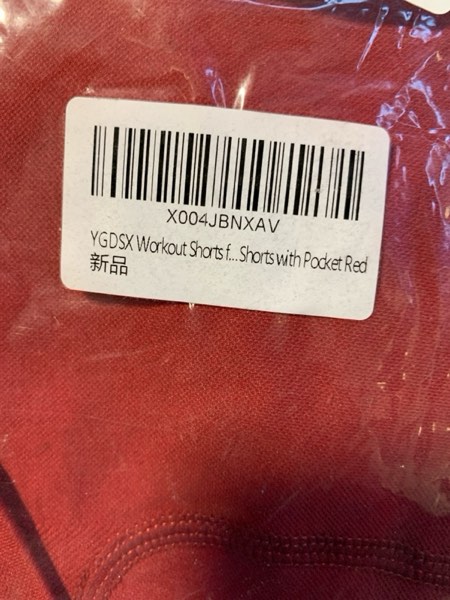 X004JBNXAV
YGDSX Workout Shorts f...Shorts with Pocket Red
新品